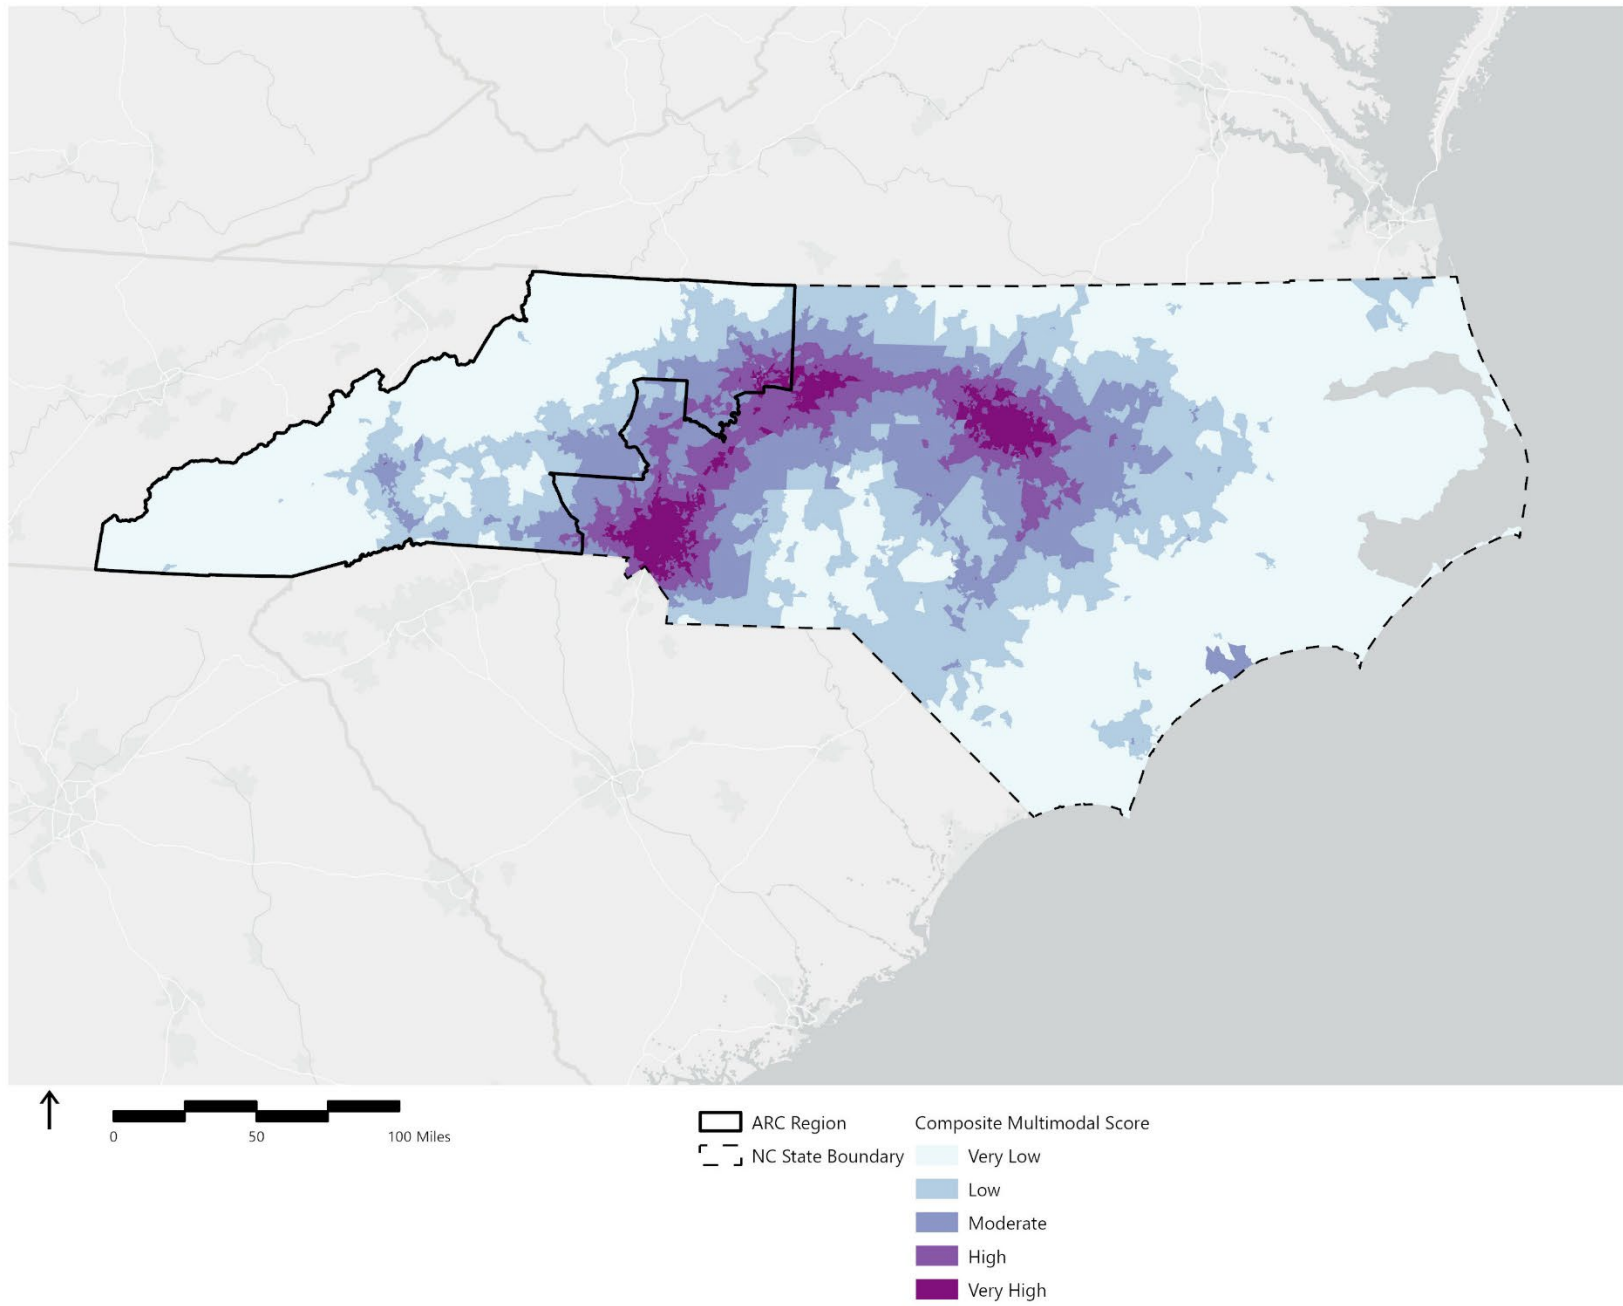 0 50 100 Miles
ARC Region
NC State Boundary
Composite Multimodal Score
Very Low
Low
Moderate
High
Very High